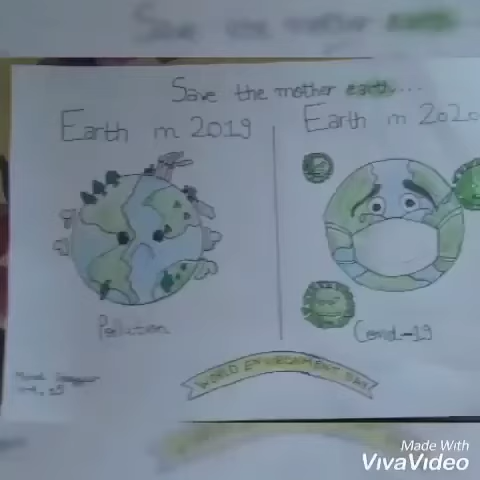 Save the mother earth...
Earth in 2019
Earth in 2020
Pollution
Covid-19
WORLD ENVIRONMENT DAY
Made With
VivaVideo